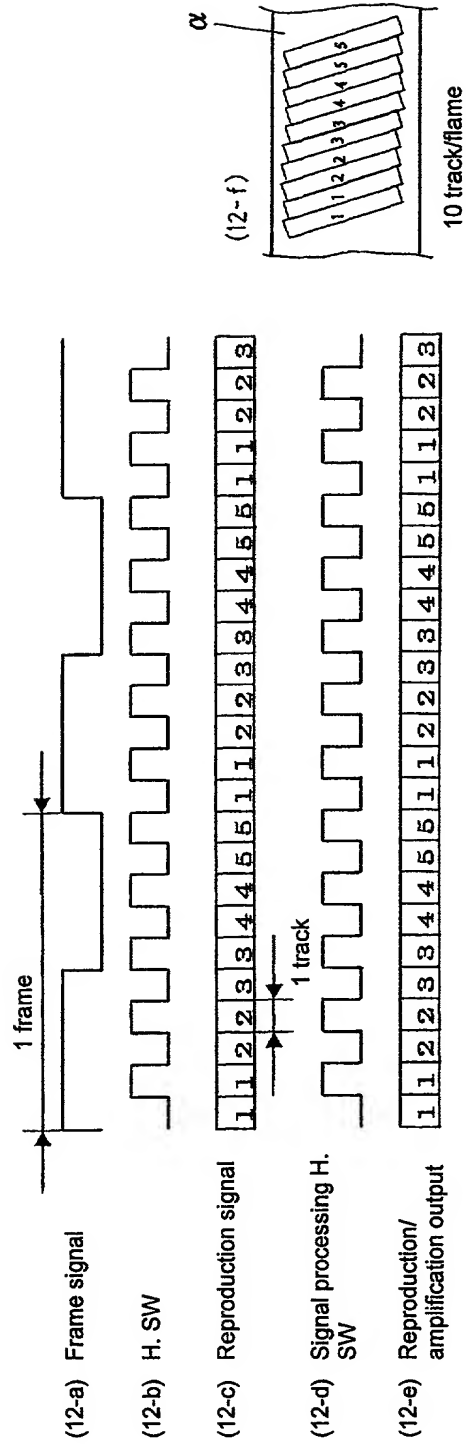 (12-a) Frame signal
1 frame
(12-b) H. SW
(12-c) Reproduction signal
1 1 2 2 3 3 4 4 5 5 1 1 2 2 3 3 4 4 5 5 1 1 2 2 3
1 track
(12-d) Signal processing H.
SW
(12-e) Reproduction/
amplification output
1 1 2 2 3 3 4 4 5 5 1 1 2 2 3 3 4 4 5 5 1 1 2 2 3
(12-f)
α
1 1 2 2 3 3 4 4 5 5
10 track/flame